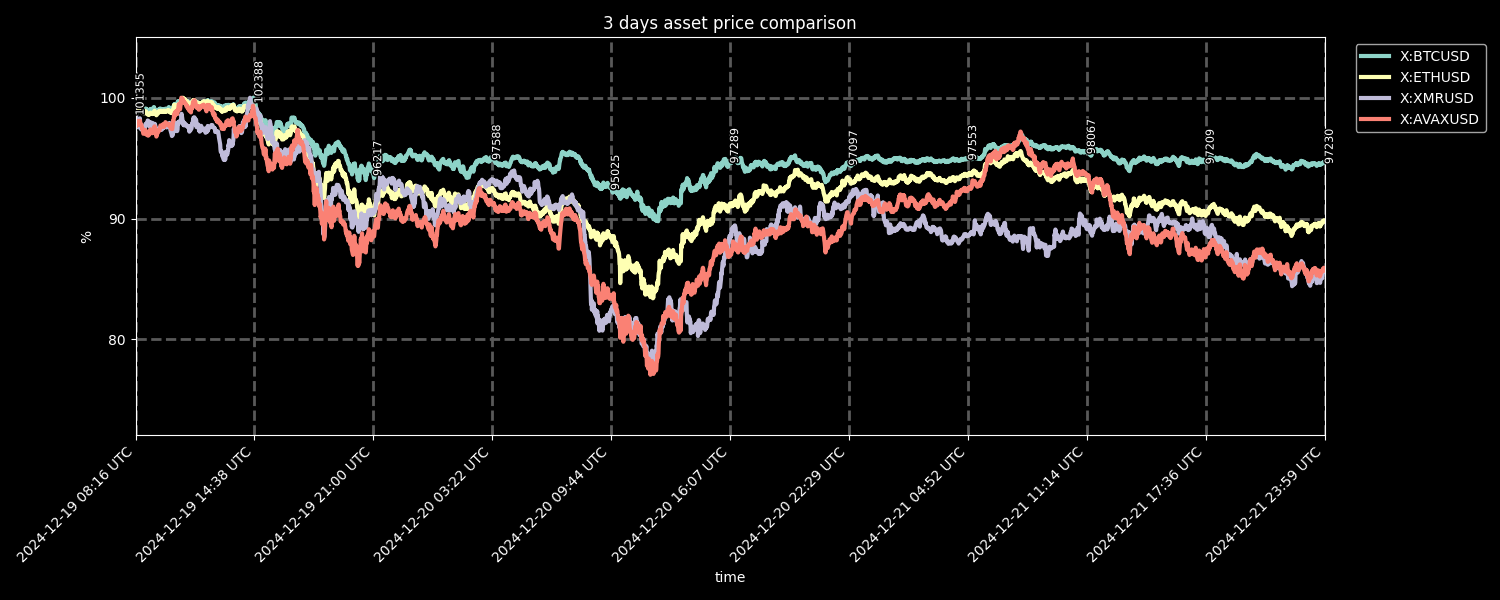 3 days asset price comparison
X:BTCUSD
X:ETHUSD
X:XMRUSD
X:AVAXUSD
%
100
90
80
101355
102388
96217
97588
95025
97289
97097
97553
98067
97209
97230
2024-12-19 08:16 UTC
2024-12-19 14:38 UTC
2024-12-19 21:00 UTC
2024-12-20 03:22 UTC
2024-12-20 09:44 UTC
2024-12-20 16:07 UTC
2024-12-20 22:29 UTC
2024-12-21 04:52 UTC
2024-12-21 11:14 UTC
2024-12-21 17:36 UTC
2024-12-21 23:59 UTC
time